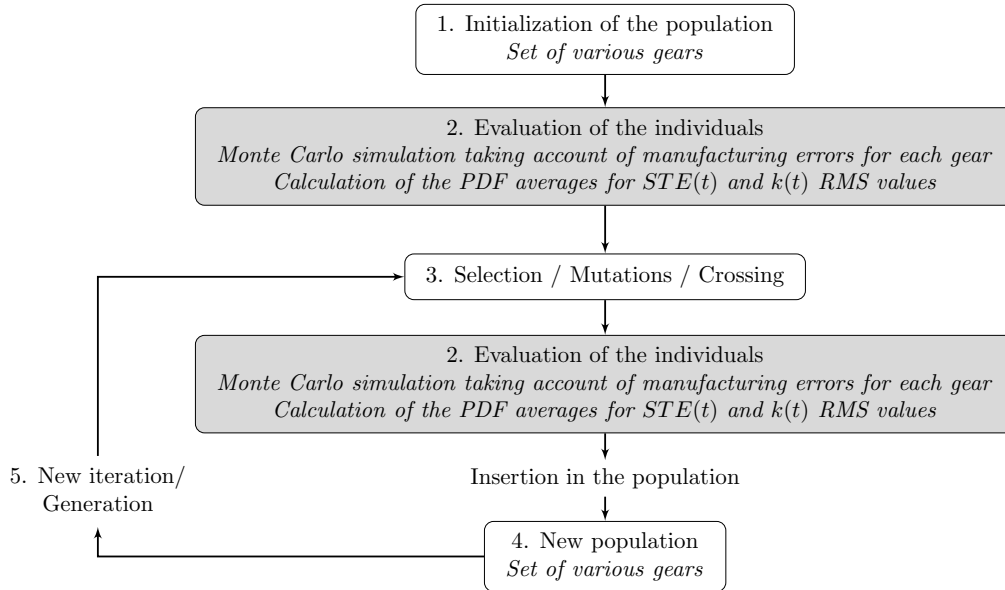 1. Initialization of the population
Set of various gears
2. Evaluation of the individuals
Monte Carlo simulation taking account of manufacturing errors for each gear
Calculation of the PDF averages for STE(t) and k(t) RMS values
3. Selection / Mutations / Crossing
2. Evaluation of the individuals
Monte Carlo simulation taking account of manufacturing errors for each gear
Calculation of the PDF averages for STE(t) and k(t) RMS values
5. New iteration/
Generation
Insertion in the population
4. New population
Set of various gears